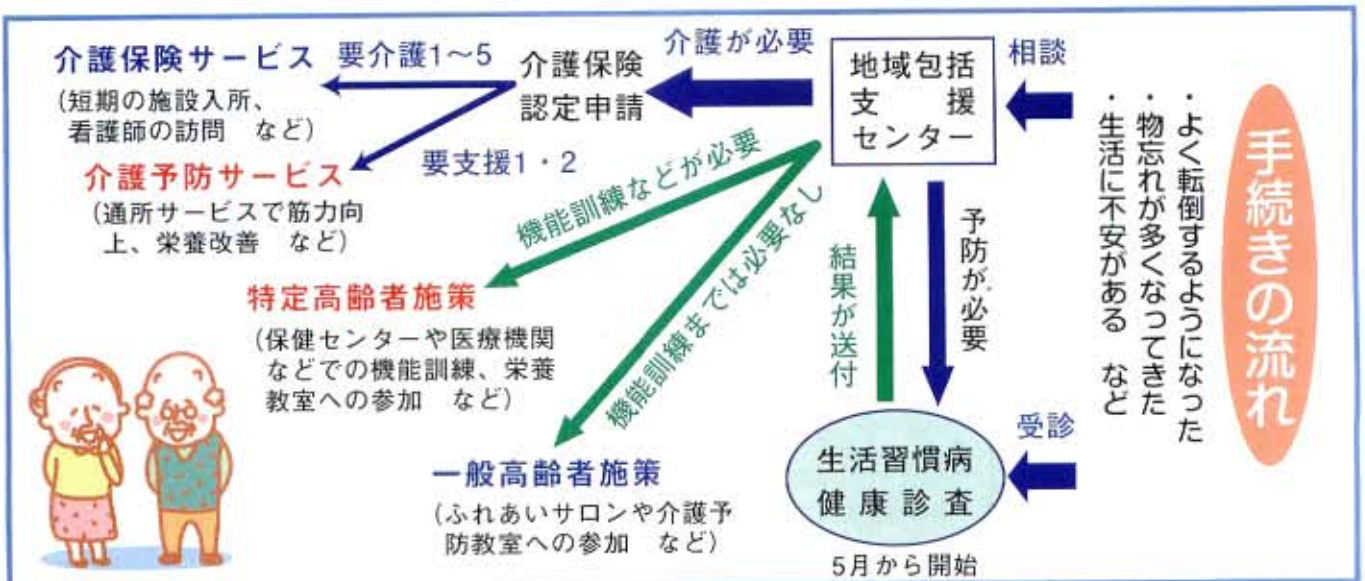 手続きの流れ
・よく転倒するようになった
・物忘れが多くなってきた
・生活に不安がある　など
相談
地域包括
支援
センター
介護が必要
介護保険
認定申請
要介護1～5
介護保険サービス
（短期の施設入所、
看護師の訪問　など）
要支援1・2
介護予防サービス
（通所サービスで筋力向
上、栄養改善　など）
機能訓練などが必要
特定高齢者施策
（保健センターや医療機関
などでの機能訓練、栄養
教室への参加　など）
機能訓練までは必要なし
一般高齢者施策
（ふれあいサロンや介護予
防教室への参加　など）
予防が必要
結果が送付
受診
生活習慣病
健康診査
5月から開始